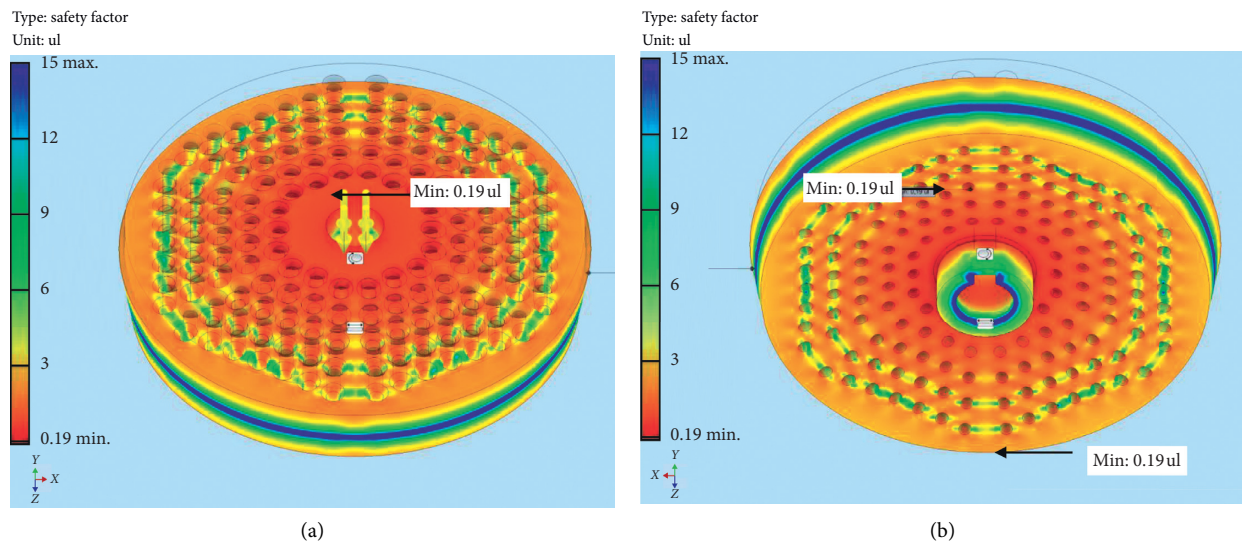 Type: safety factor
Unit: ul
15 max.
12
9
6
3
0.19 min.
Min: 0.19 ul
Y
X
Z
(a)
Type: safety factor
Unit: ul
15 max.
12
9
6
3
0.19 min.
Min: 0.19 ul
Min: 0.19 ul
Y
X
Z
(b)